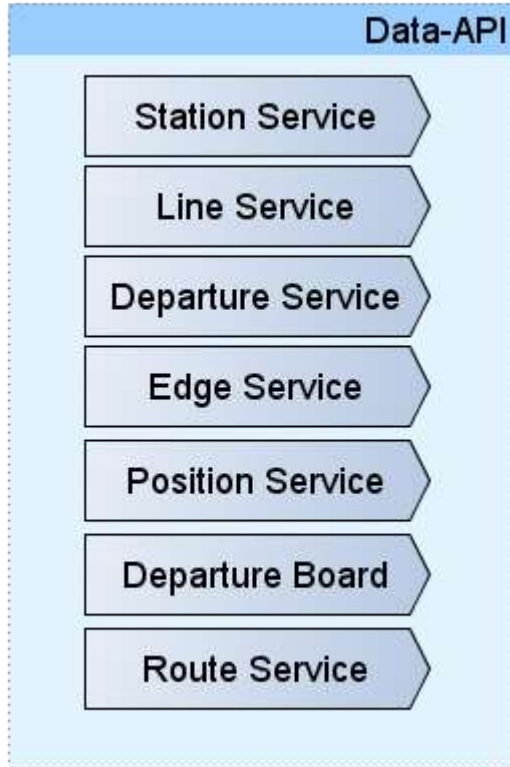 Data-API
Station Service
Line Service
Departure Service
Edge Service
Position Service
Departure Board
Route Service